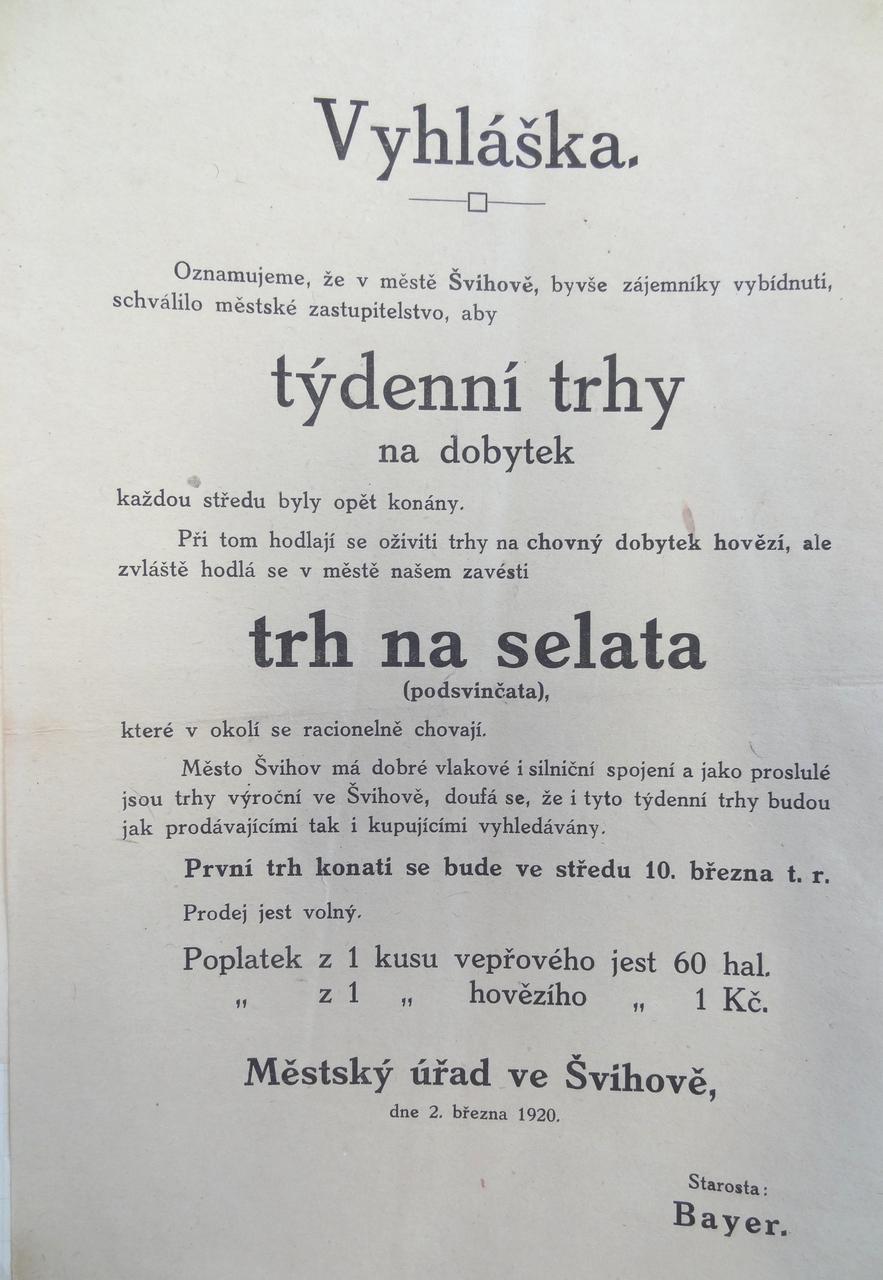 Vyhláška.
Oznamujeme, že v městě Švihově, byvše zájemníky vybídnuti,
schválilo městské zastupitelstvo, aby
týdenní trhy
na dobytek
každou středu byly opět konány.
Při tom hodlají se oživiti trhy na chovný dobytek hovězí, ale
zvláště hodlá se v městě našem zavésti
trh na selata
(podsvinčata),
které v okolí se racionelně chovají.
Město Švihov má dobré vlakové i silniční spojení a jako proslulé
jsou trhy výroční ve Švihově, doufá se, že i tyto týdenní trhy budou
jak prodávajícími tak i kupujícími vyhledávány.
První trh konati se bude ve středu 10. března t. r.
Prodej jest volný.
Poplatek z 1 kusu vepřového jest 60 hal.
„ z 1 „ hovězího „ 1 Kč.
Městský úřad ve Švihově,
dne 2. března 1920.
Starosta:
Bayer.